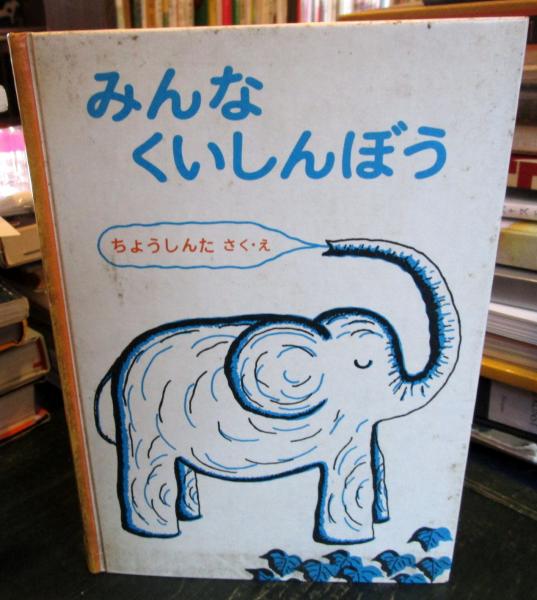 みんな
くいしんぼう
ちょうしんた さく・え